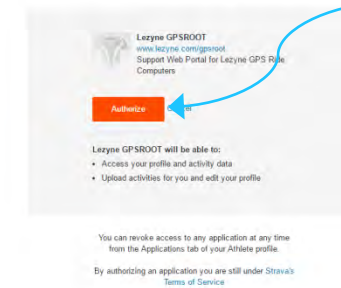 Lezyne GPSROOT
www.lezyne.com/gpsroot
Support Web Portal for Lezyne GPS Ride
Computers
Authorize
Lezyne GPSROOT will be able to:
• Access your profile and activity data
• Upload activities for you and edit your profile
You can revoke access to any application at any time
from the Applications tab of your Athlete profile.
By authorizing an application you are still under Strava's
Terms of Service